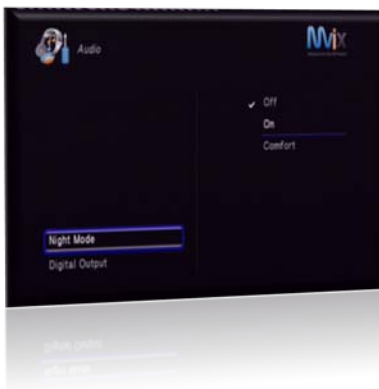 Audio
Mvix
Off
On
Comfort
Night Mode
Digital Output